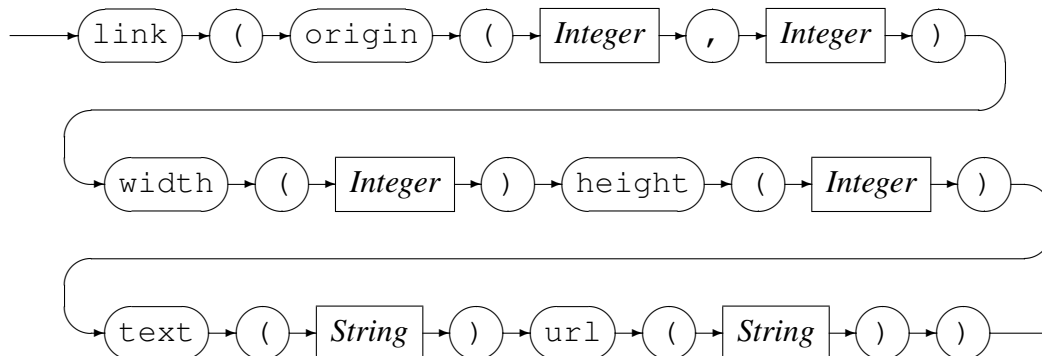 link ( origin ( Integer , Integer )
width ( Integer ) height ( Integer )
text ( String ) url ( String ) )